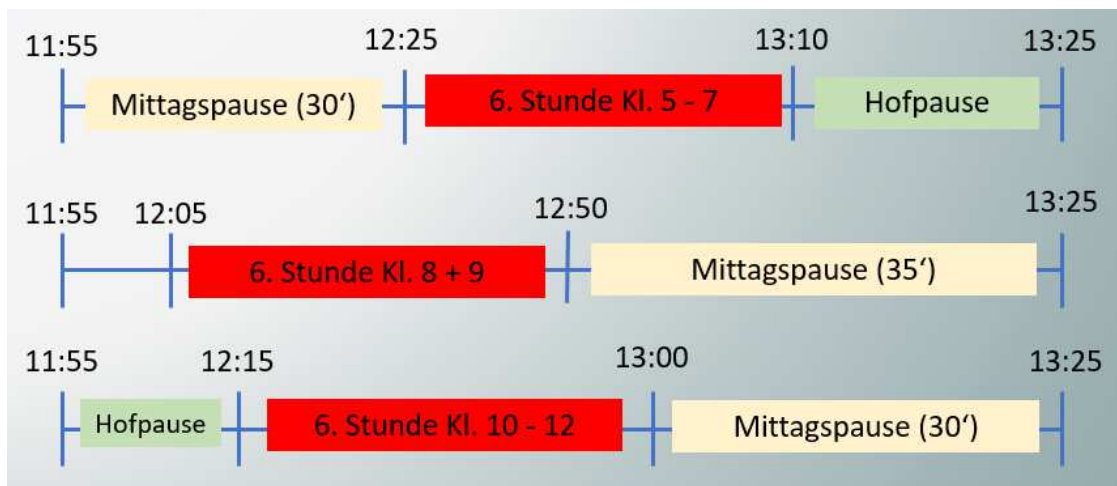 11:55 12:25 13:10 13:25
Mittagspause (30‘) 6. Stunde Kl. 5 - 7 Hofpause
11:55 12:05 12:50 13:25
6. Stunde Kl. 8 + 9 Mittagspause (35‘)
11:55 12:15 13:00 13:25
Hofpause 6. Stunde Kl. 10 - 12 Mittagspause (30‘)